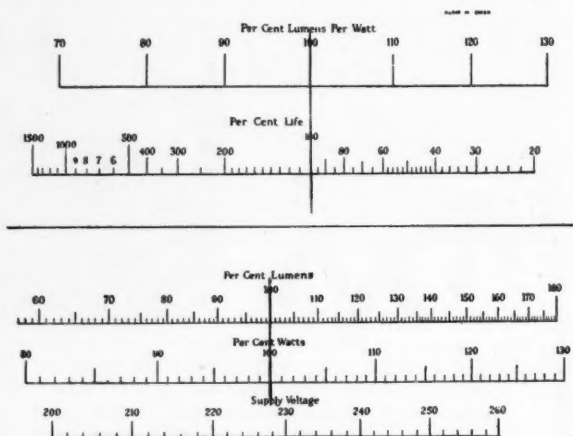 Per Cent Lumens Per Watt
70 80 90 100 110 120 130
Per Cent Life
1500 1000 9 8 7 6 500 400 300 200 100 80 60 40 30 20
Per Cent Lumens
60 70 80 90 100 110 120 130 140 150 160 170 180
Per Cent Watts
80 90 100 110 120 130
Supply Voltage
200 210 220 228 230 240 250 260